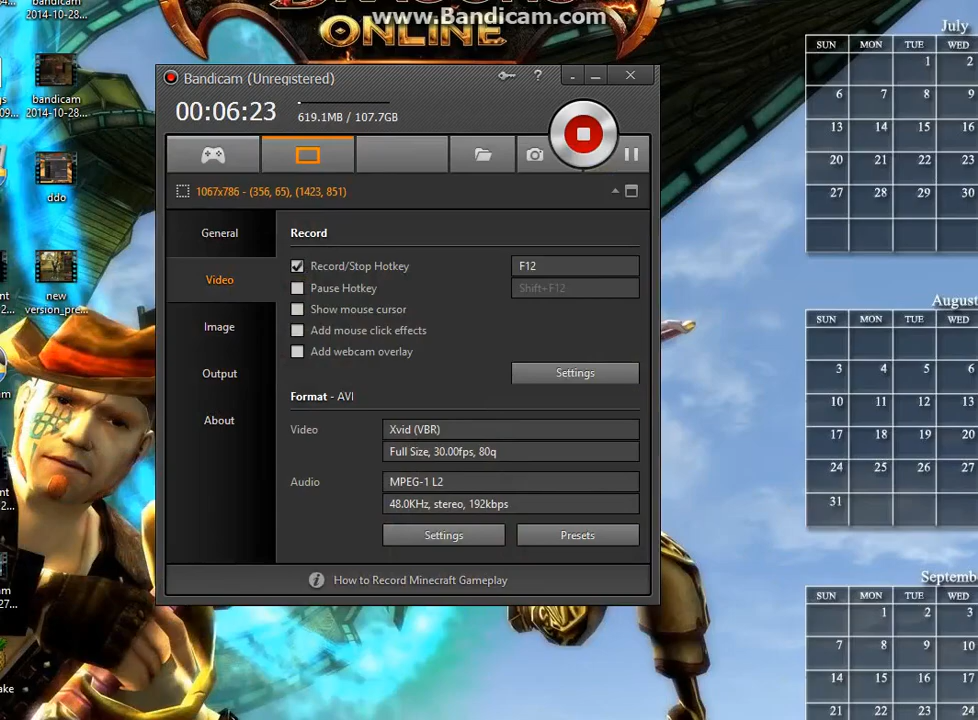 www.Bandicam.com
ONLINE
2014-10-28...
bandicam
2014-10-28...
ddo
new
version_pre...
Bandicam (Unregistered)
?
00:06:23
619.1MB / 107.7GB
1067x786 - (356, 65), (1423, 851)
General
Video
Image
Output
About
Record
Record/Stop Hotkey
F12
Pause Hotkey
Shift+F12
Show mouse cursor
Add mouse click effects
Add webcam overlay
Settings
Format - AVI
Video
Xvid (VBR)
Full Size, 30.00fps, 80q
Audio
MPEG-1 L2
48.0KHz, stereo, 192kbps
Settings
Presets
How to Record Minecraft Gameplay
July
SUN MON TUE WED
1 2
6 7 8 9
13 14 15 16
20 21 22 23
27 28 29 30
August
SUN MON TUE WED
3 4 5 6
10 11 12 13
17 18 19 20
24 25 26 27
31
Septemb
SUN MON TUE WED
1 2 3
7 8 9 10
14 15 16 17
21 22 23 24